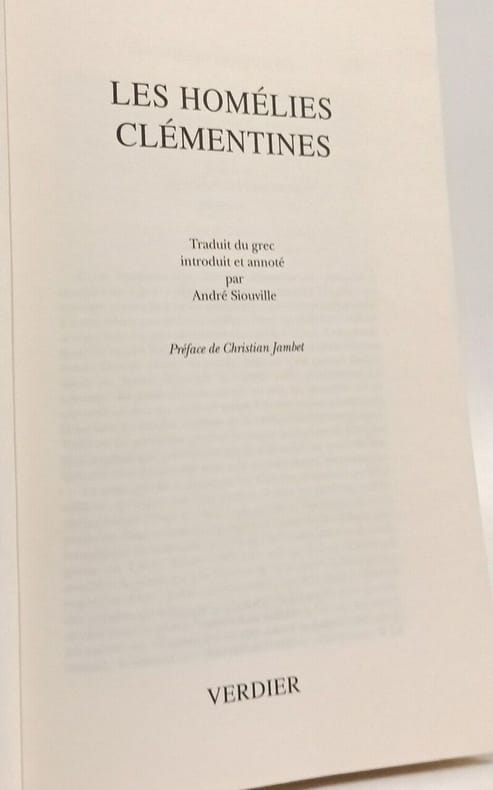 LES HOMÉLIES
CLÉMENTINES
Traduit du grec
introduit et annoté
par
André Siouville
Préface de Christian Jambet
VERDIER